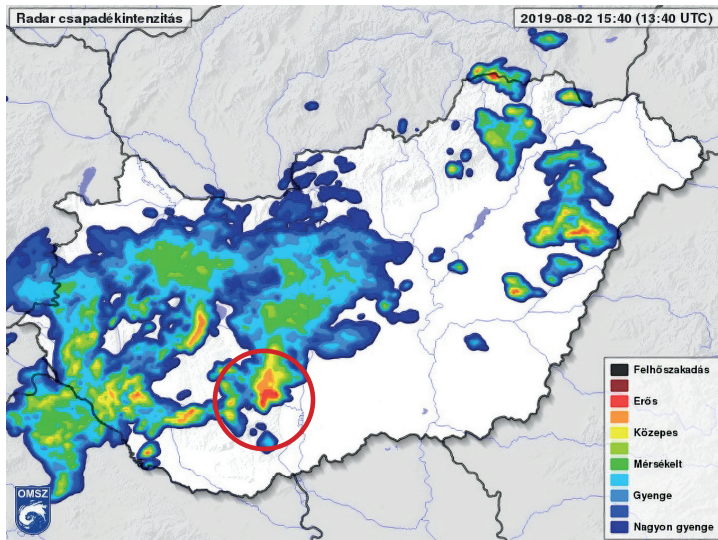 Radar csapadékintenzitás
2019-08-02 15:40 (13:40 UTC)
Felhőszakadás
Erős
Közepes
Mérsékelt
Gyenge
Nagyon gyenge
OMSZ